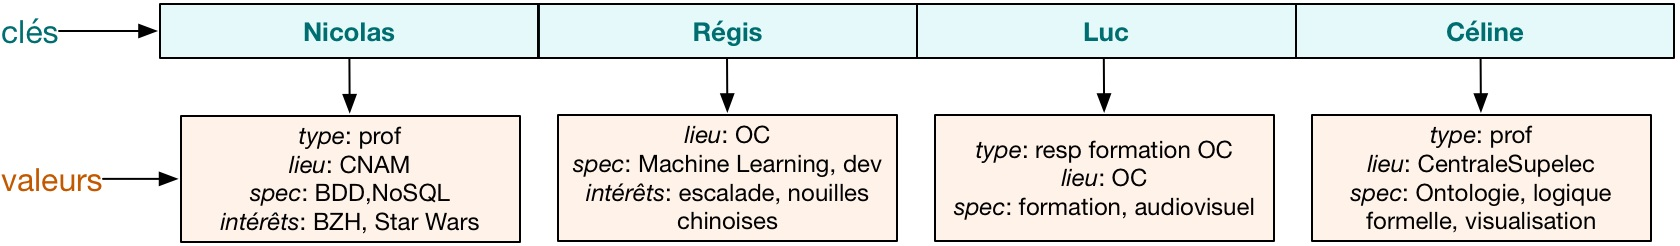 clés
Nicolas
Régis
Luc
Céline
valeurs
type: prof
lieu: CNAM
spec: BDD,NoSQL
intérêts: BZH, Star Wars
lieu: OC
spec: Machine Learning, dev
intérêts: escalade, nouilles
chinoises
type: resp formation OC
lieu: OC
spec: formation, audiovisuel
type: prof
lieu: CentraleSupelec
spec: Ontologie, logique
formelle, visualisation